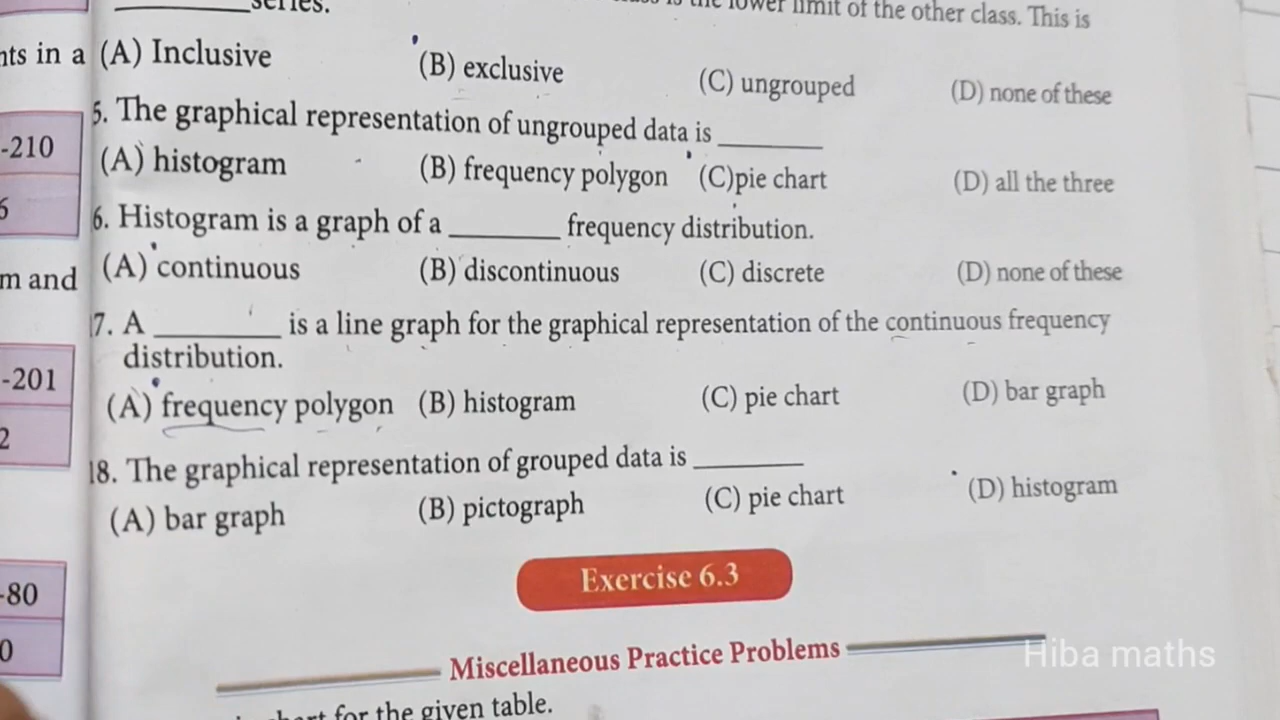 series.
is the lower limit of the other class. This is
nts in a (A) Inclusive (B) exclusive (C) ungrouped (D) none of these
5. The graphical representation of ungrouped data is ______
-210 (A) histogram (B) frequency polygon (C)pie chart (D) all the three
6. Histogram is a graph of a ______ frequency distribution.
m and (A) continuous (B) discontinuous (C) discrete (D) none of these
17. A ______ is a line graph for the graphical representation of the continuous frequency
distribution.
-201
(A) frequency polygon (B) histogram (C) pie chart (D) bar graph
2
18. The graphical representation of grouped data is ______
(A) bar graph (B) pictograph (C) pie chart (D) histogram
Exercise 6.3
-80
0
Miscellaneous Practice Problems
Hiba maths
chart for the given table.